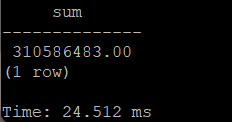 sum
--------------
310586483.00
(1 row)
Time: 24.512 ms